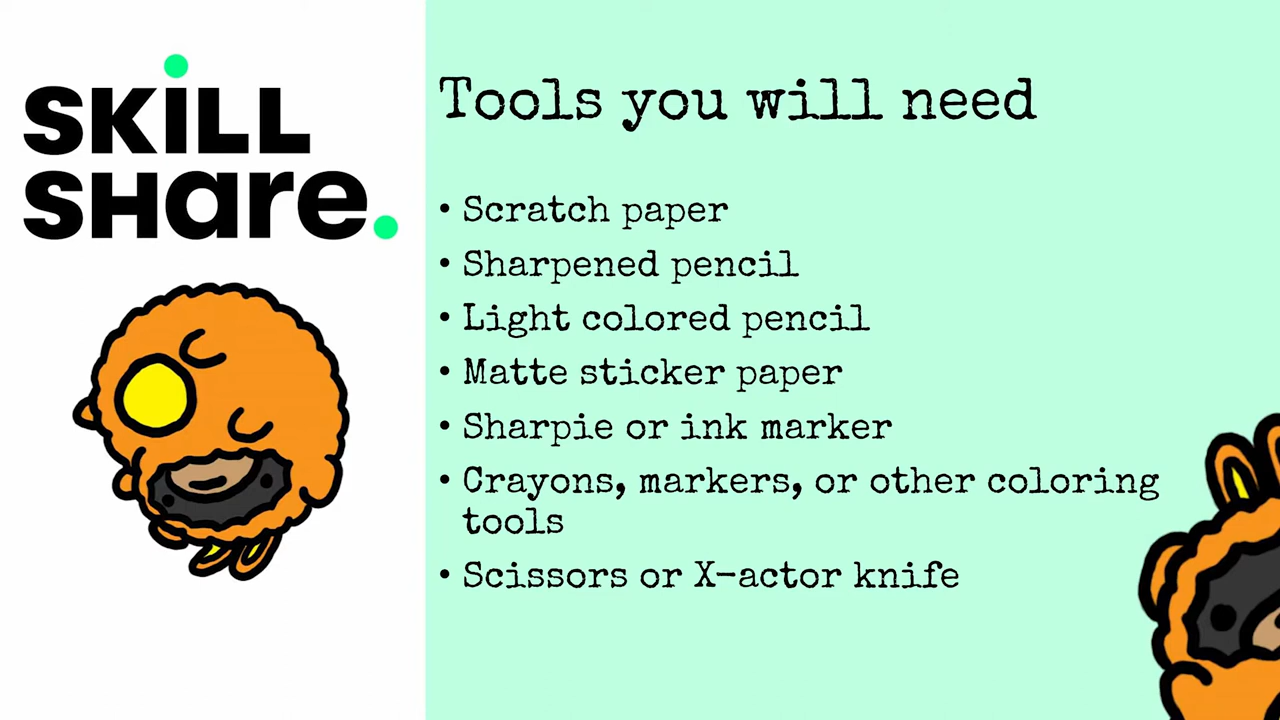 SKiLL
SHare.
Tools you will need
• Scratch paper
• Sharpened pencil
• Light colored pencil
• Matte sticker paper
• Sharpie or ink marker
• Crayons, markers, or other coloring
tools
• Scissors or X-actor knife